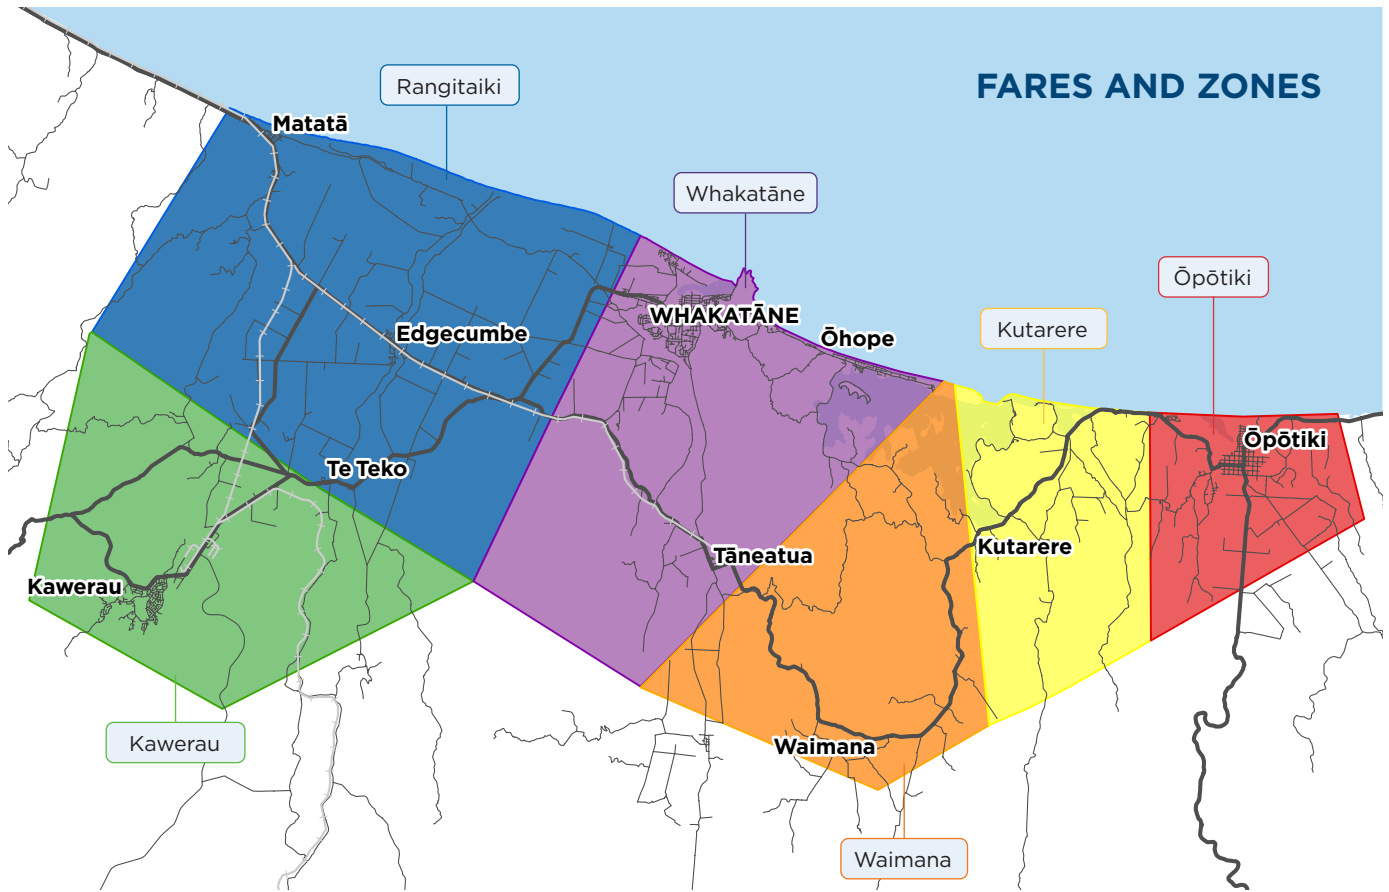 FARES AND ZONES
Rangitaiki
Matatā
Whakatāne
Ōpōtiki
WHAKATĀNE
Kutarere
Edgecumbe
Ōhope
Ōpōtiki
Te Teko
Kutarere
Tāneatua
Kawerau
Kawerau
Waimana
Waimana